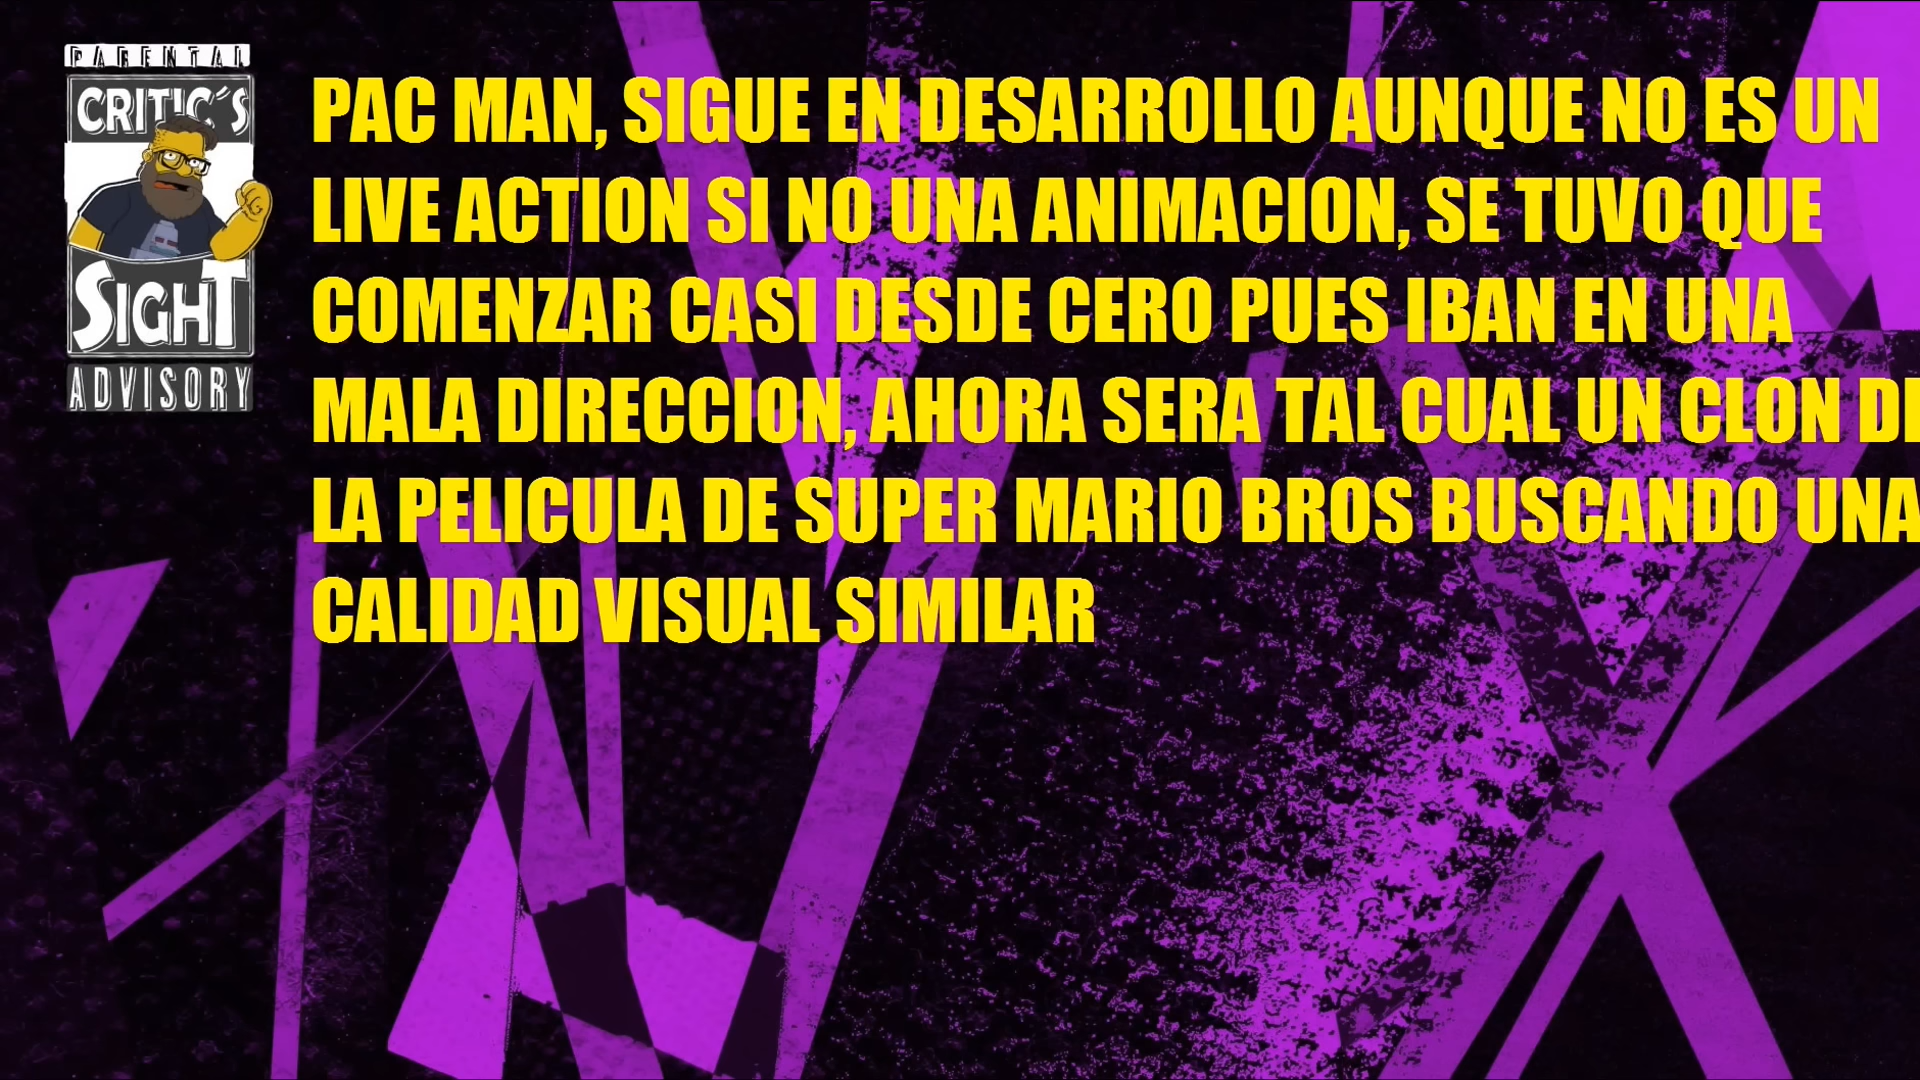 PARENTAL
CRITIC´S
SIGHT
ADVISORY
PAC MAN, SIGUE EN DESARROLLO AUNQUE NO ES UN
LIVE ACTION SI NO UNA ANIMACION, SE TUVO QUE
COMENZAR CASI DESDE CERO PUES IBAN EN UNA
MALA DIRECCION, AHORA SERA TAL CUAL UN CLON DE
LA PELICULA DE SUPER MARIO BROS BUSCANDO UNA
CALIDAD VISUAL SIMILAR